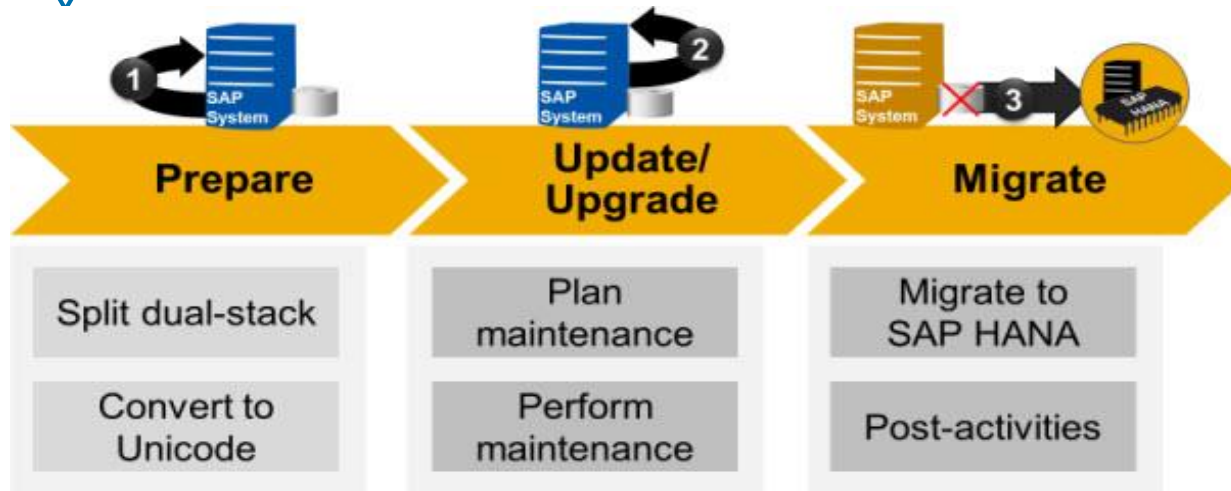 1
SAP
System
2
SAP
System
SAP
System
3
SAP
HANA
Prepare
Update/
Upgrade
Migrate
Split dual-stack
Convert to
Unicode
Plan
maintenance
Perform
maintenance
Migrate to
SAP HANA
Post-activities